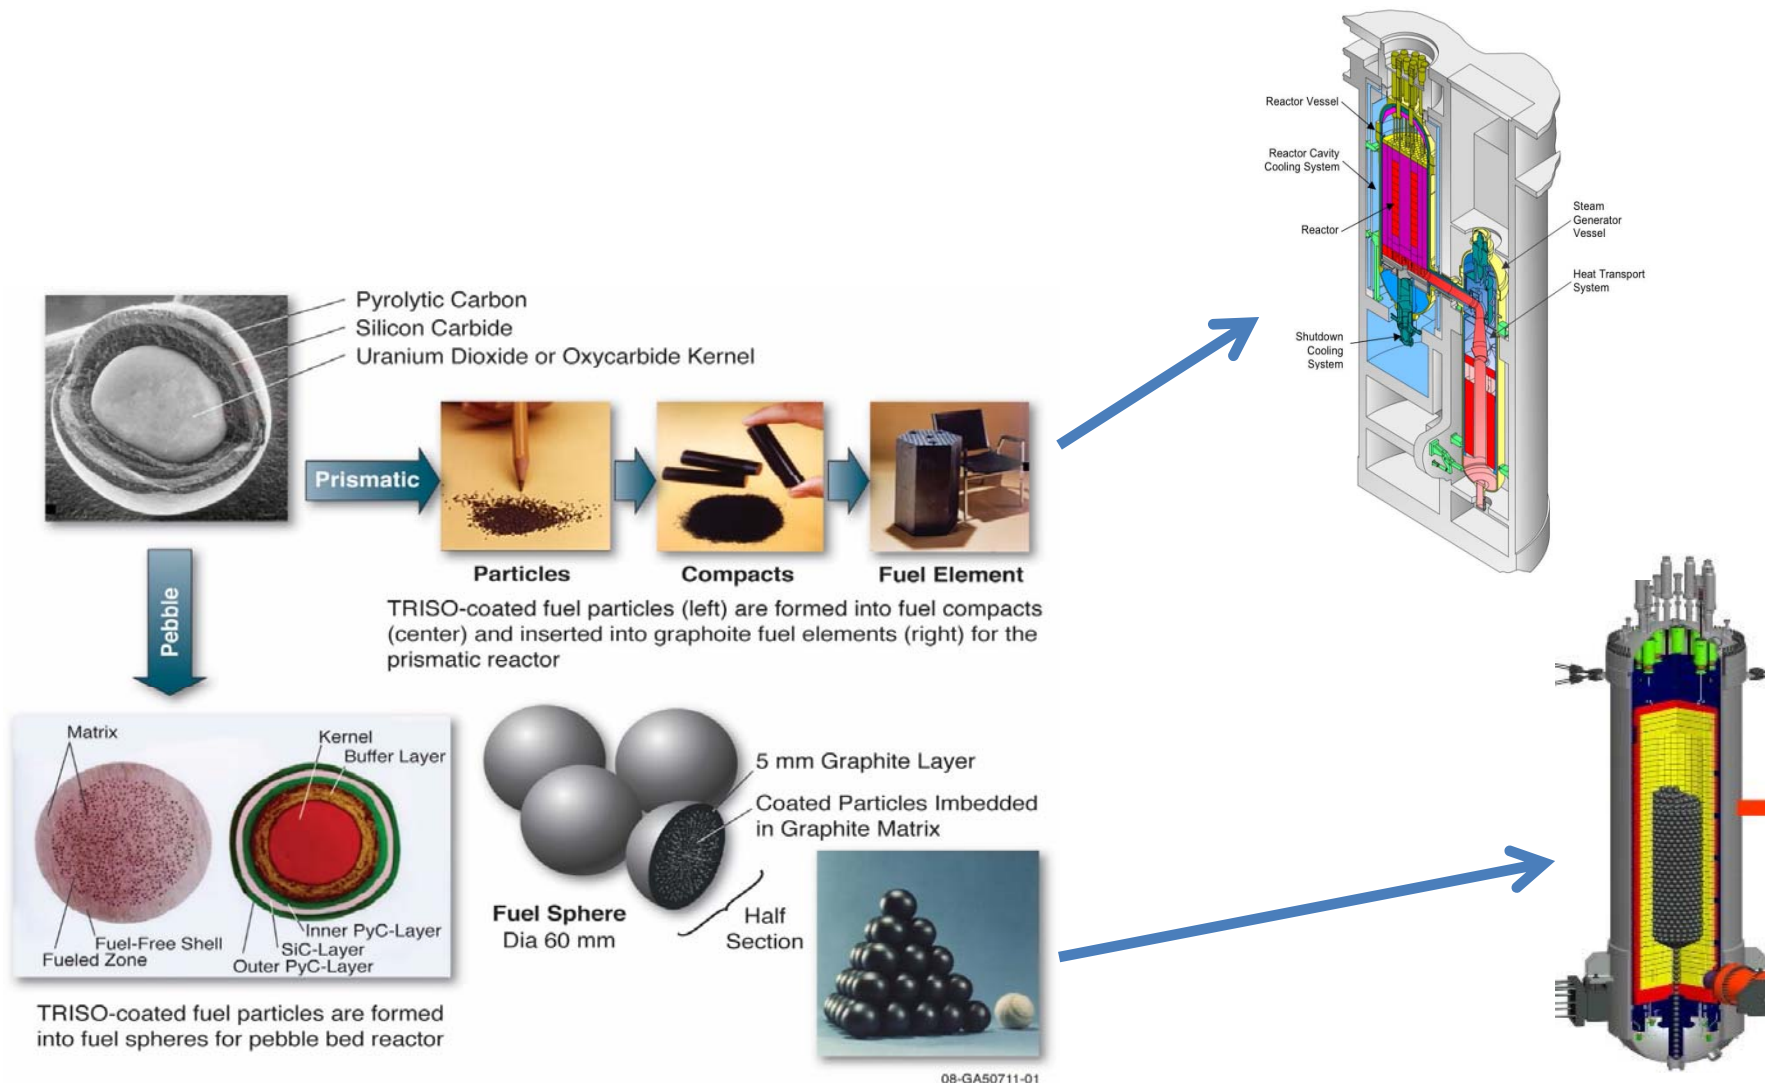 Pyrolytic Carbon
Silicon Carbide
Uranium Dioxide or Oxycarbide Kernel
Prismatic
Particles
Compacts
Fuel Element
TRISO-coated fuel particles (left) are formed into fuel compacts
(center) and inserted into graphoite fuel elements (right) for the
prismatic reactor
Pebble
Matrix
Kernel
Buffer Layer
Fuel-Free Shell
Fueled Zone
Inner PyC-Layer
SiC-Layer
Outer PyC-Layer
TRISO-coated fuel particles are formed
into fuel spheres for pebble bed reactor
5 mm Graphite Layer
Coated Particles Imbedded
in Graphite Matrix
Fuel Sphere
Dia 60 mm
Half
Section
08-GA50711-01
Reactor Vessel
Reactor Cavity
Cooling System
Reactor
Shutdown
Cooling
System
Steam
Generator
Vessel
Heat Transport
System